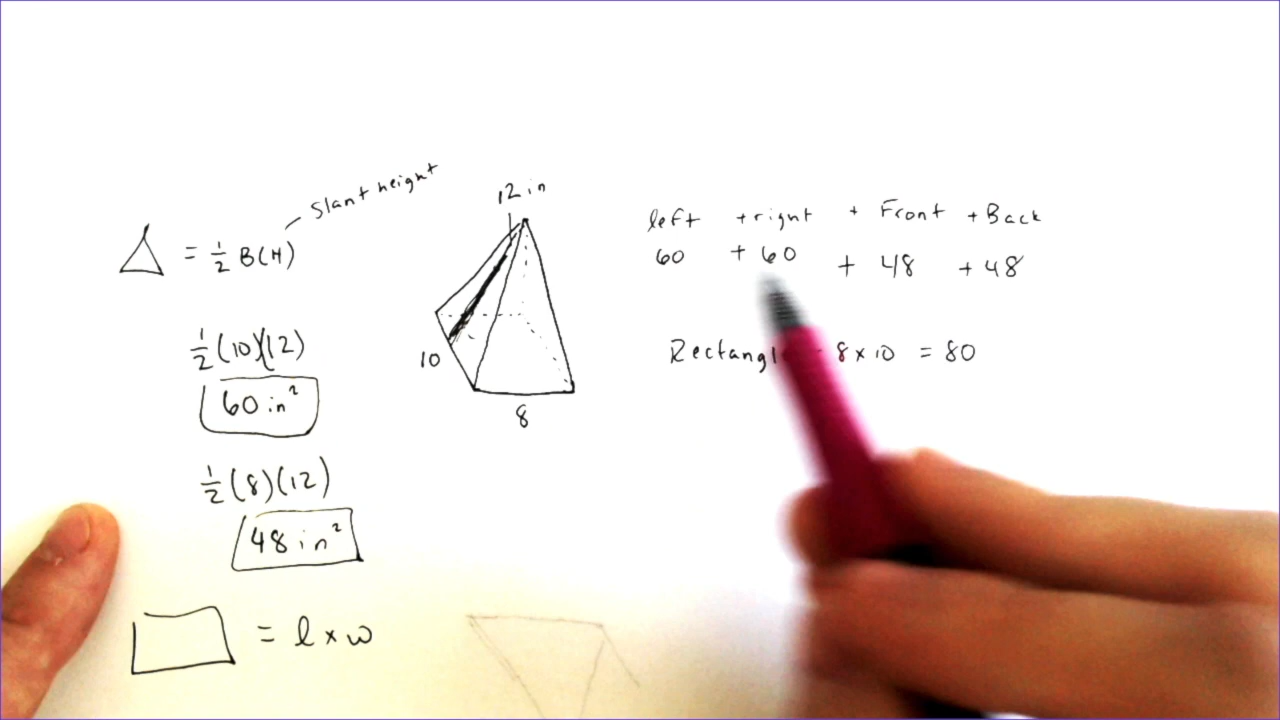 Slant height
= 1/2 B(H)
1/2(10)(12)
60 in²
1/2(8)(12)
48 in²
= l x w
12 in
10
8
left + right + Front + Back
60 + 60 + 48 + 48
8 x 10 = 80